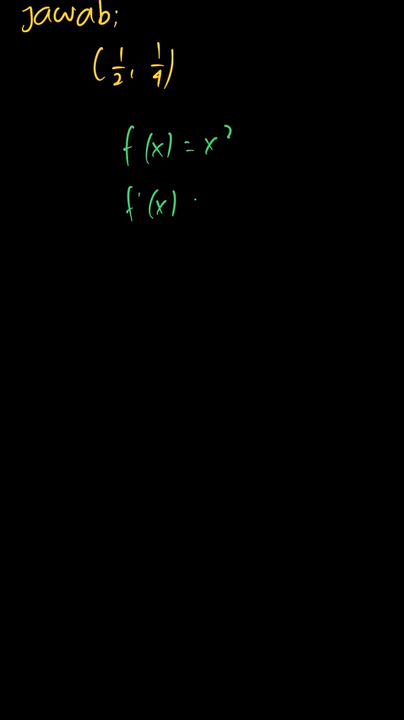 jawab;
(1/2, 1/4)
f(x) = x²
f'(x)